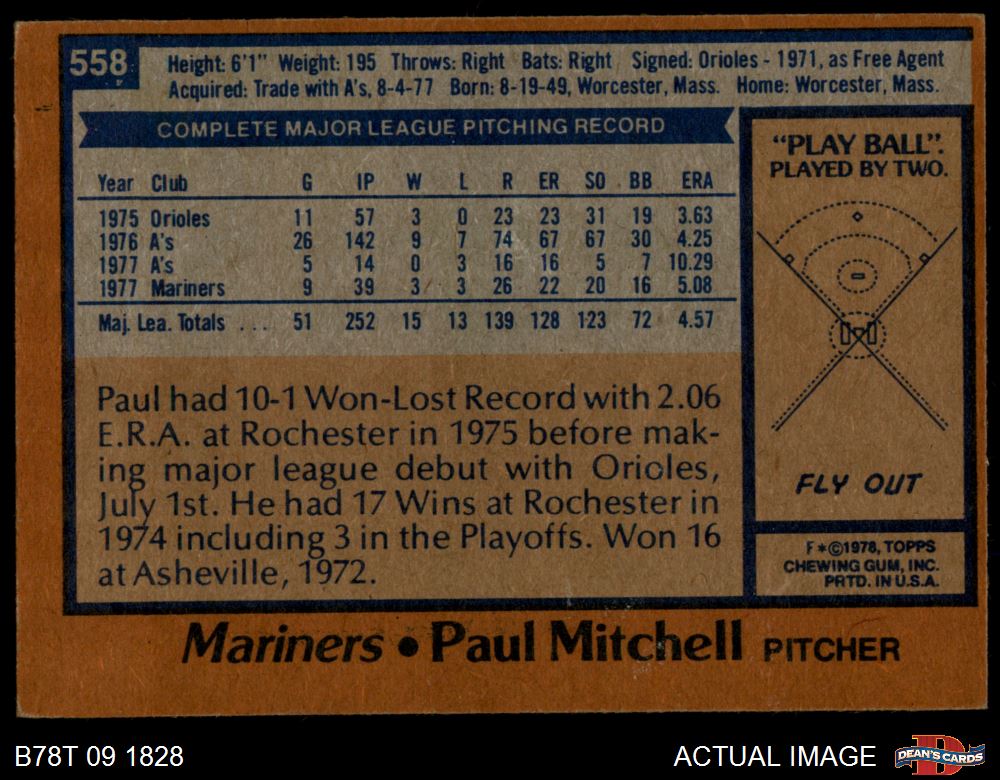 558
Height: 6'1" Weight: 195 Throws: Right Bats: Right Signed: Orioles - 1971, as Free Agent
Acquired: Trade with A's, 8-4-77 Born: 8-19-49, Worcester, Mass. Home: Worcester, Mass.
COMPLETE MAJOR LEAGUE PITCHING RECORD
Year Club G IP W L R ER SO BB ERA
1975 Orioles 11 57 3 0 23 23 31 19 3.63
1976 A's 26 142 9 7 74 67 67 30 4.25
1977 A's 5 14 0 3 16 16 5 7 10.29
1977 Mariners 9 39 3 3 26 22 20 16 5.08
Maj. Lea. Totals ... 51 252 15 13 139 128 123 72 4.57
Paul had 10-1 Won-Lost Record with 2.06
E.R.A. at Rochester in 1975 before mak-
ing major league debut with Orioles,
July 1st. He had 17 Wins at Rochester in
1974 including 3 in the Playoffs. Won 16
at Asheville, 1972.
"PLAY BALL".
PLAYED BY TWO.
FLY OUT
F*©1978, TOPPS
CHEWING GUM, INC.
PRTD. IN U.S.A.
Mariners • Paul Mitchell PITCHER
B78T 09 1828
ACTUAL IMAGE
D
DEAN'S CARDS